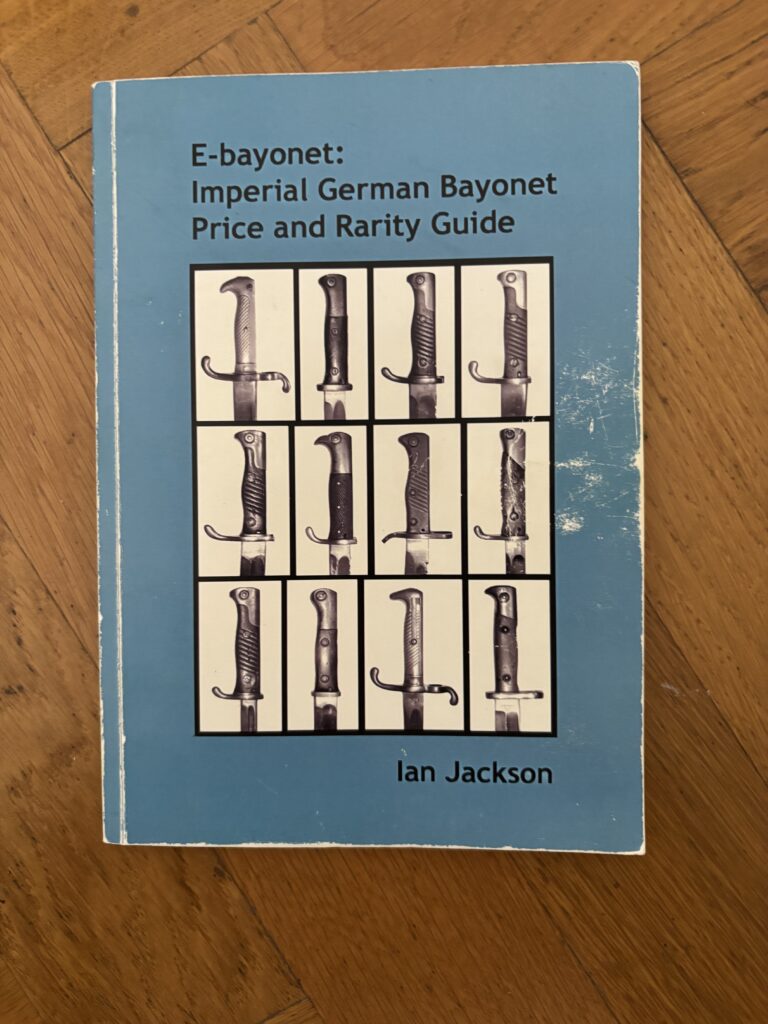 E-bayonet:
Imperial German Bayonet
Price and Rarity Guide
Ian Jackson